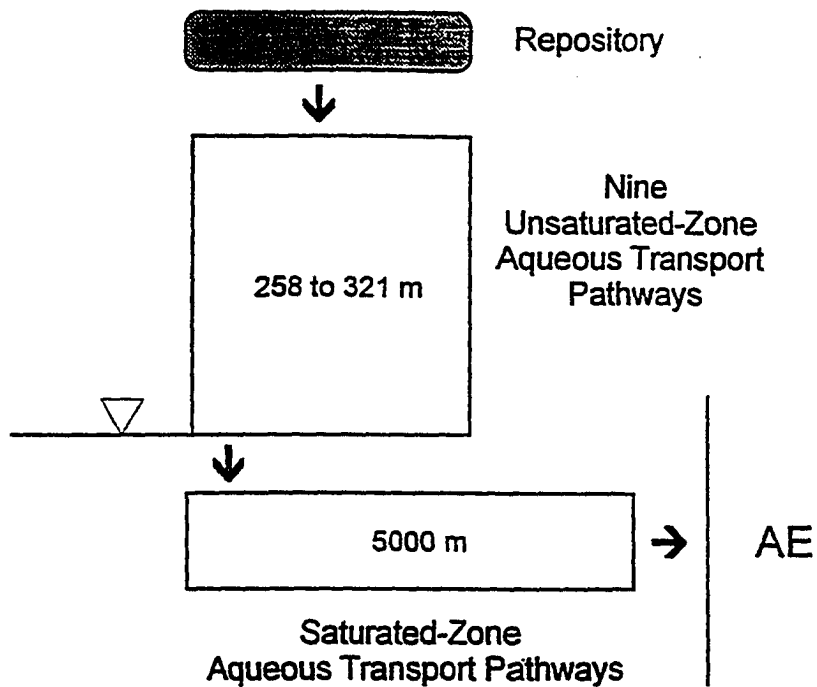 Repository
Nine
Unsaturated-Zone
Aqueous Transport
Pathways
258 to 321 m
5000 m
AE
Saturated-Zone
Aqueous Transport Pathways